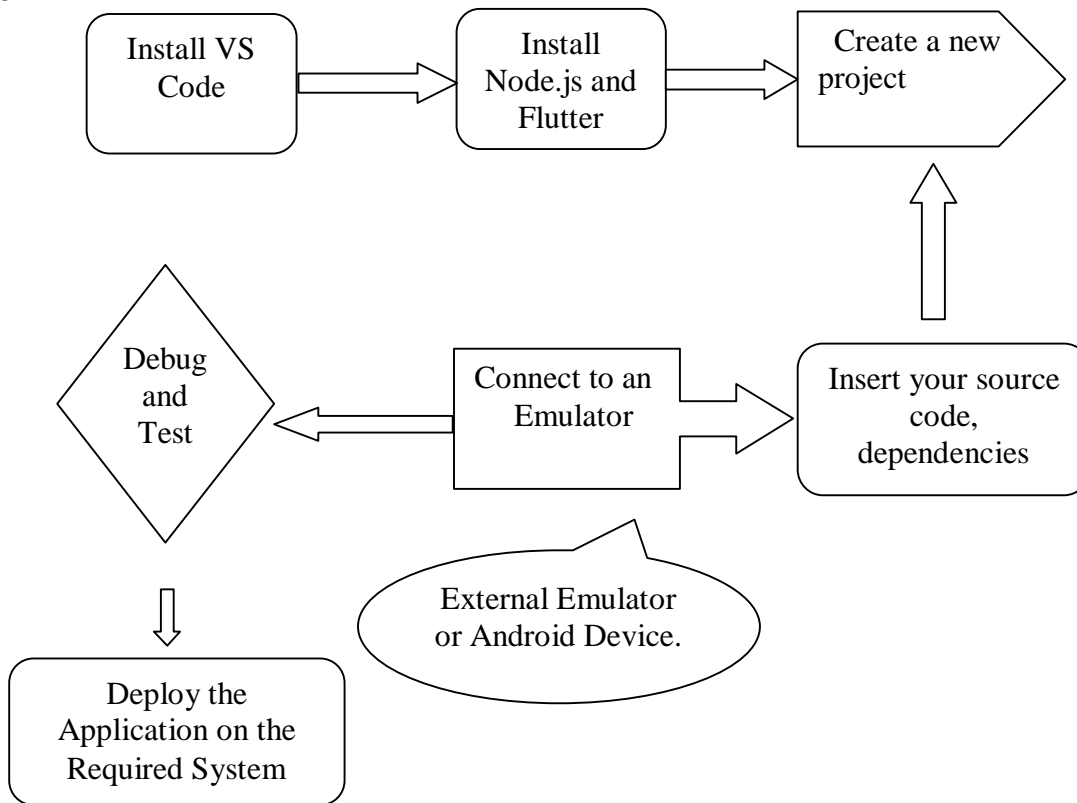 Install VS
Code
Install
Node.js and
Flutter
Create a new
project
Debug
and
Test
Connect to an
Emulator
Insert your source
code,
dependencies
External Emulator
or Android Device.
Deploy the
Application on the
Required System